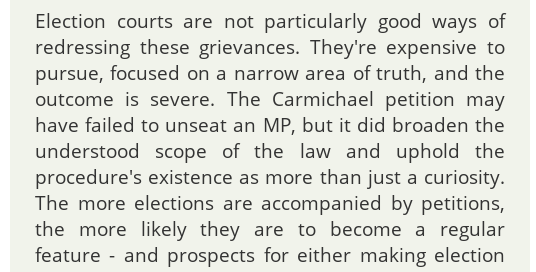 Election courts are not particularly good ways of
redressing these grievances. They're expensive to
pursue, focused on a narrow area of truth, and the
outcome is severe. The Carmichael petition may
have failed to unseat an MP, but it did broaden the
understood scope of the law and uphold the
procedure's existence as more than just a curiosity.
The more elections are accompanied by petitions,
the more likely they are to become a regular
feature - and prospects for either making election